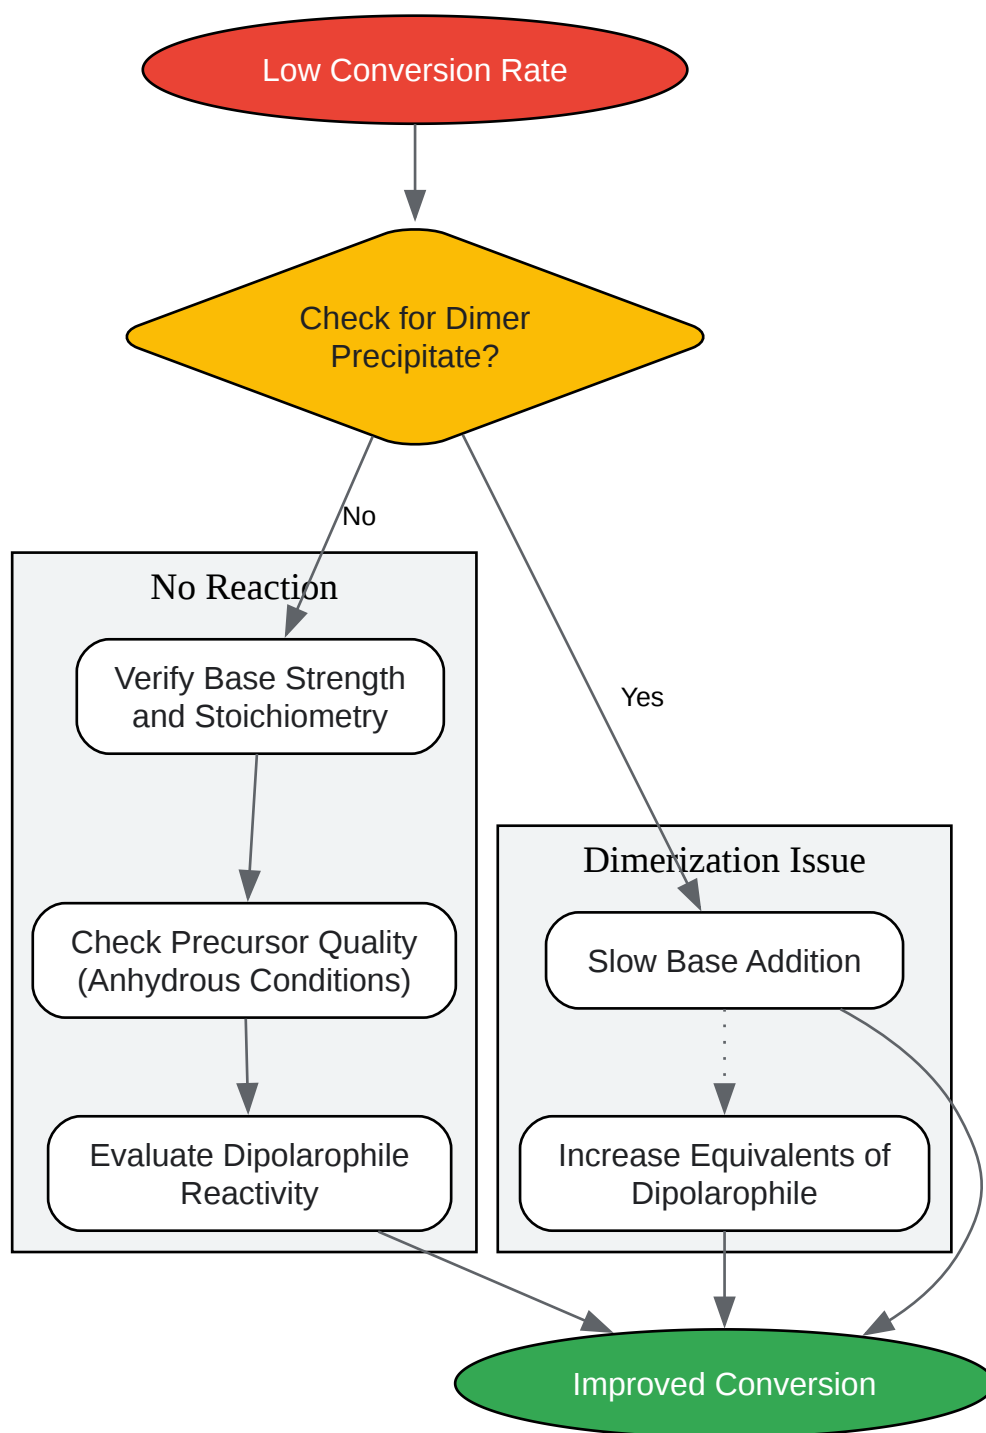 Low Conversion Rate
Check for Dimer
Precipitate?
No
No Reaction
Verify Base Strength
and Stoichiometry
Check Precursor Quality
(Anhydrous Conditions)
Evaluate Dipolarophile
Reactivity
Yes
Dimerization Issue
Slow Base Addition
Increase Equivalents of
Dipolarophile
Improved Conversion